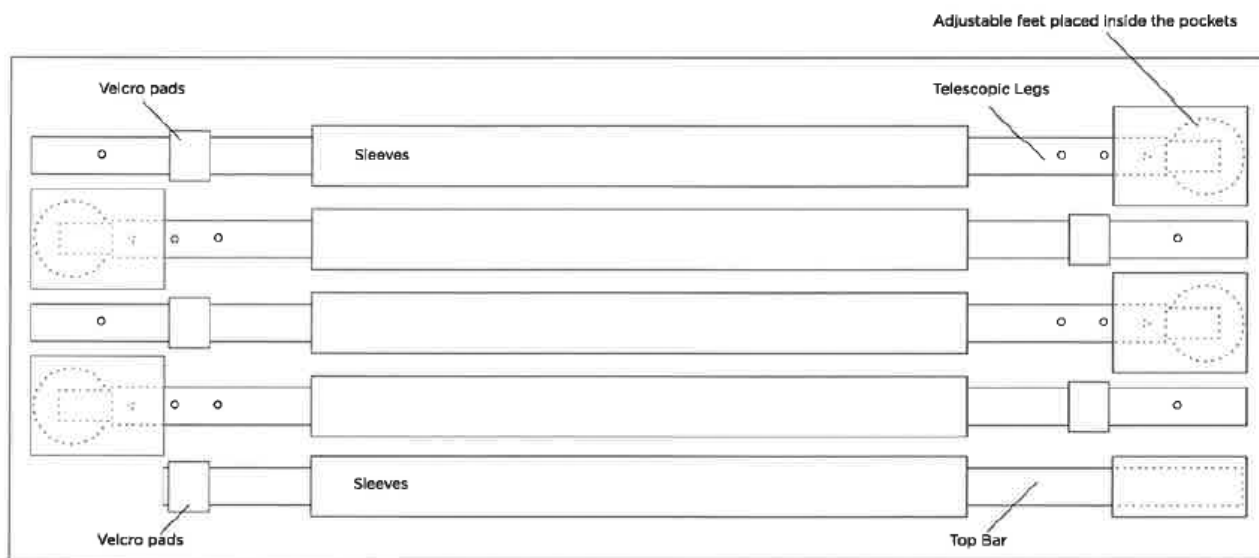 Adjustable feet placed inside the pockets
Velcro pads
Telescopic Legs
Sleeves
Sleeves
Velcro pads
Top Bar